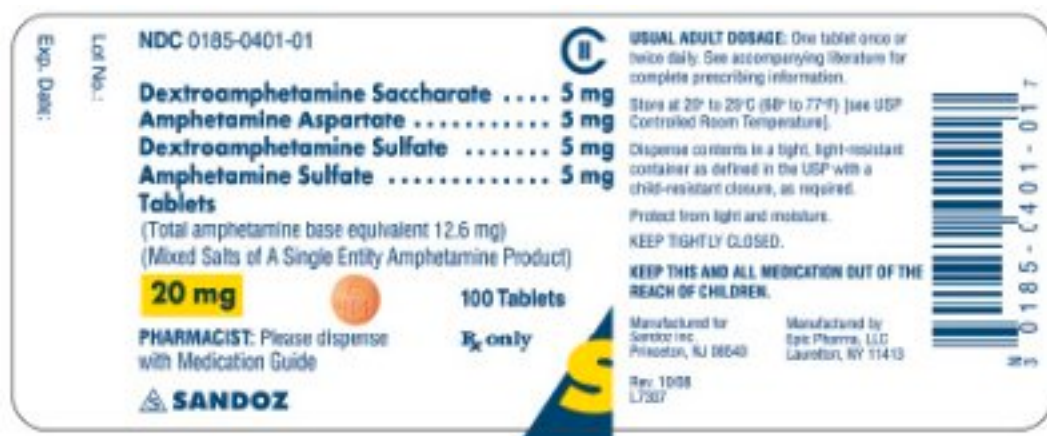 Lot No.:
Exp. Date:
NDC 0185-0401-01
CII
Dextroamphetamine Saccharate .... 5 mg
Amphetamine Aspartate ........... 5 mg
Dextroamphetamine Sulfate ....... 5 mg
Amphetamine Sulfate ............. 5 mg
Tablets
(Total amphetamine base equivalent 12.6 mg)
(Mixed Salts of A Single Entity Amphetamine Product)
20 mg
100 Tablets
PHARMACIST: Please dispense
with Medication Guide
Rx only
SANDOZ
S
USUAL ADULT DOSAGE: One tablet once or
twice daily. See accompanying literature for
complete prescribing information.
Store at 20° to 25°C (68° to 77°F) [see USP
Controlled Room Temperature].
Dispense contents in a tight, light-resistant
container as defined in the USP with a
child-resistant closure, as required.
Protect from light and moisture.
KEEP TIGHTLY CLOSED.
KEEP THIS AND ALL MEDICATION OUT OF THE
REACH OF CHILDREN.
Manufactured for
Sandoz Inc.
Princeton, NJ 08540
Manufactured by
Epic Pharma, LLC
Laurelton, NY 11413
Rev. 10/08
L7307
N3 0185-0401-01 7